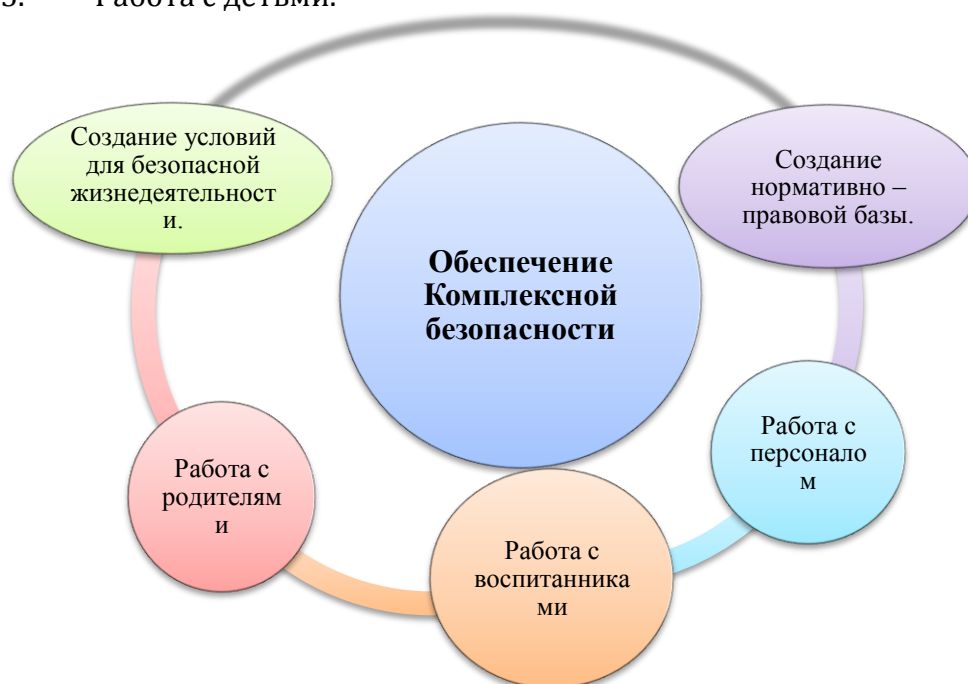 5. Работа с детьми.
Создание условий
для безопасной
жизнедеятельност
и.
Создание
нормативно –
правовой базы.
Обеспечение
Комплексной
безопасности
Работа с
персонало
м
Работа с
родителям
и
Работа с
воспитанника
ми